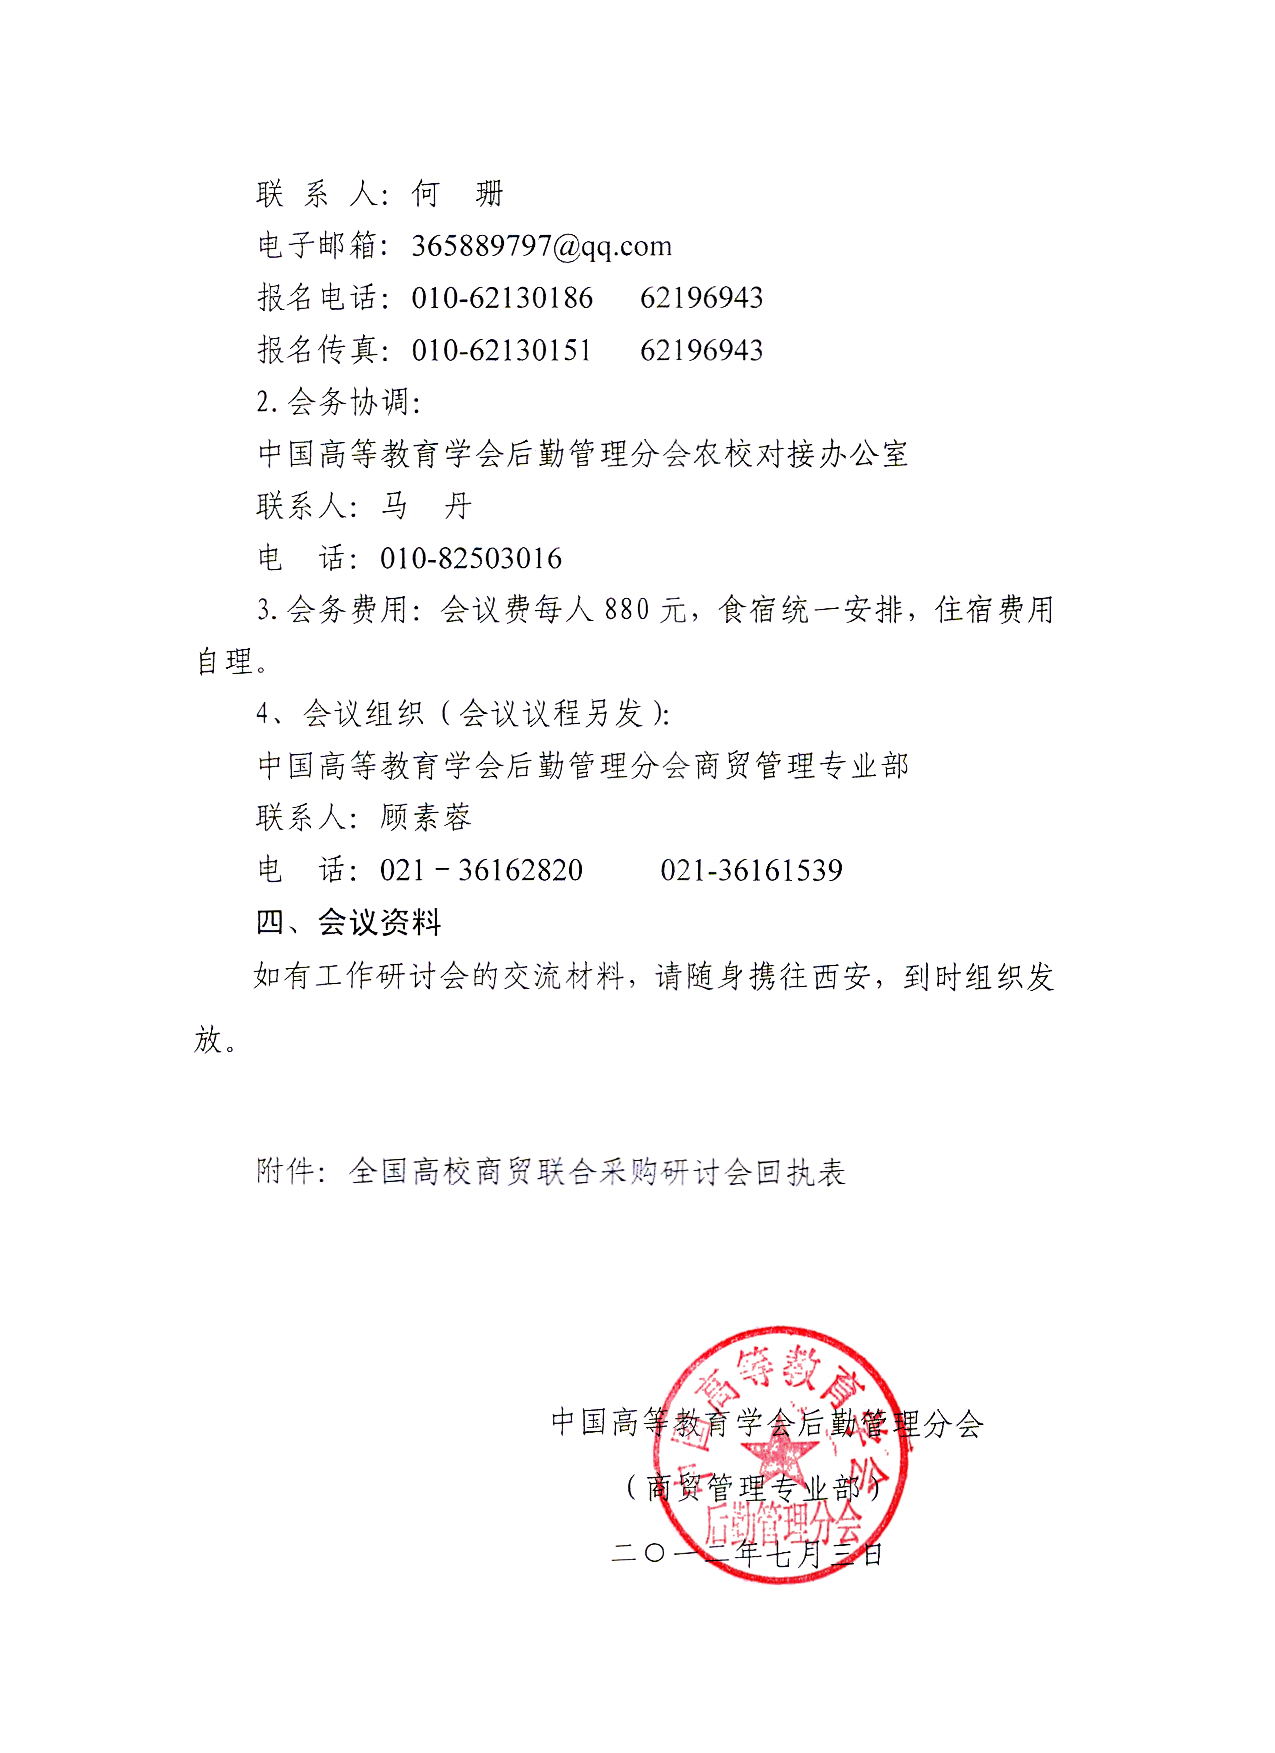 联 系 人：何　珊
电子邮箱：365889797@qq.com
报名电话：010-62130186　62196943
报名传真：010-62130151　62196943
2.会务协调：
中国高等教育学会后勤管理分会农校对接办公室
联系人：马　丹
电　话：010-82503016
3.会务费用：会议费每人 880 元，食宿统一安排，住宿费用
自理。
4、会议组织（会议议程另发）：
中国高等教育学会后勤管理分会商贸管理专业部
联系人：顾素蓉
电　话：021－36162820　　021-36161539
四、会议资料
如有工作研讨会的交流材料，请随身携往西安，到时组织发
放。
附件：全国高校商贸联合采购研讨会回执表
中国高等教育学会后勤管理分会
（商贸管理专业部）
二〇一二年七月三日
中国高等教育学会
后勤管理分会